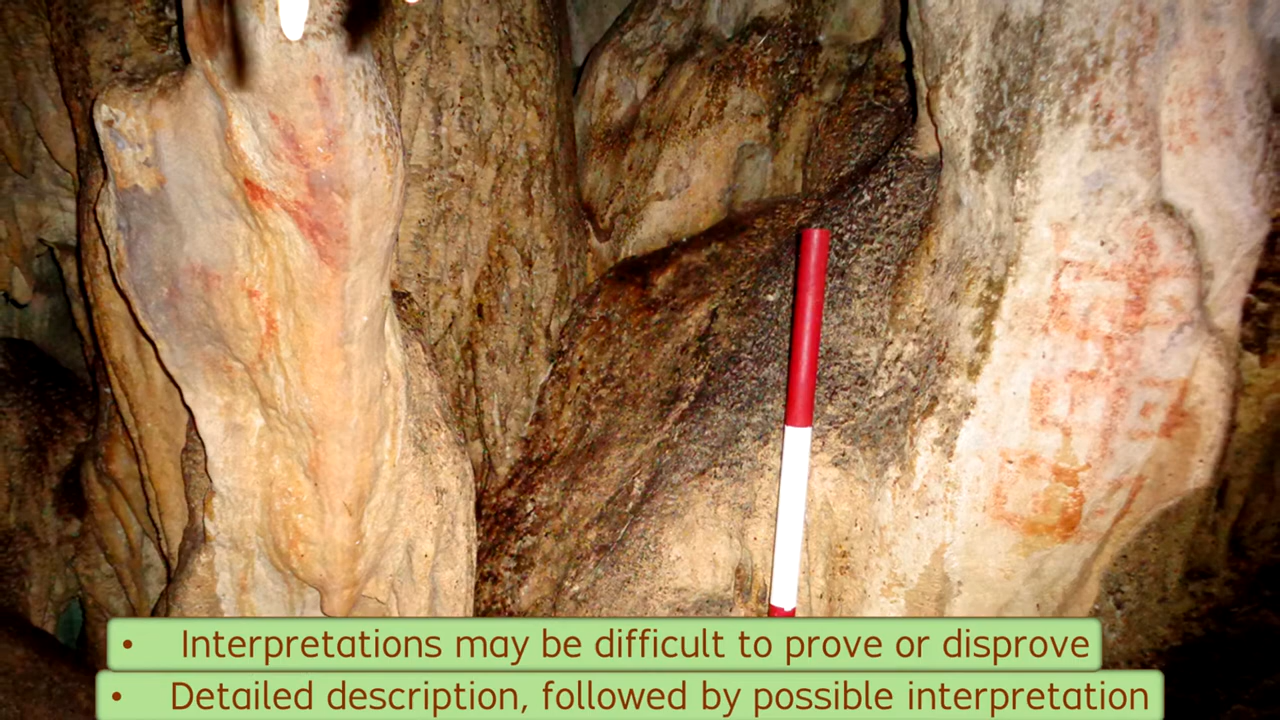 • Interpretations may be difficult to prove or disprove
• Detailed description, followed by possible interpretation